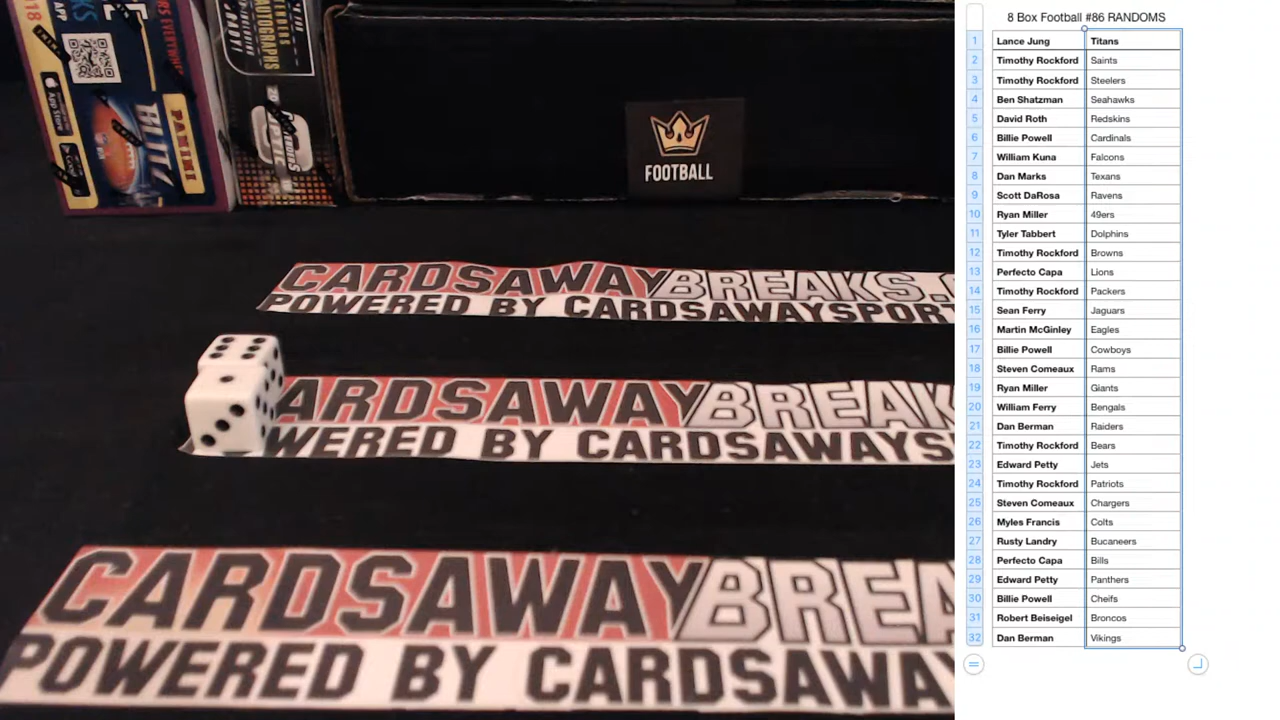 8 Box Football #86 RANDOMS
1 Lance Jung Titans
2 Timothy Rockford Saints
3 Timothy Rockford Steelers
4 Ben Shatzman Seahawks
5 David Roth Redskins
6 Billie Powell Cardinals
7 William Kuna Falcons
8 Dan Marks Texans
9 Scott DaRosa Ravens
10 Ryan Miller 49ers
11 Tyler Tabbert Dolphins
12 Timothy Rockford Browns
13 Perfecto Capa Lions
14 Timothy Rockford Packers
15 Sean Ferry Jaguars
16 Martin McGinley Eagles
17 Billie Powell Cowboys
18 Steven Comeaux Rams
19 Ryan Miller Giants
20 William Ferry Bengals
21 Dan Berman Raiders
22 Timothy Rockford Bears
23 Edward Petty Jets
24 Timothy Rockford Patriots
25 Steven Comeaux Chargers
26 Myles Francis Colts
27 Rusty Landry Bucaneers
28 Perfecto Capa Bills
29 Edward Petty Panthers
30 Billie Powell Cheifs
31 Robert Beiseigel Broncos
32 Dan Berman Vikings
PANINI
BLITZ
App Store
AUTOGRAPHS
FOOTBALL
CARDSAWAYBREAKS.
POWERED BY CARDSAWAYSPORT
ARDSAWAYBREAK
WERED BY CARDSAWAYS
CARDSAWAYBREA
POWERED BY CARDSAWAY